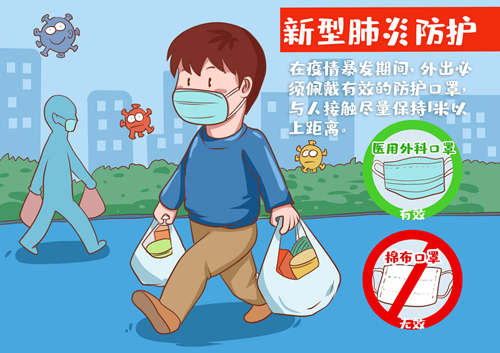 新型肺炎防护
在疫情暴发期间，外出必
须佩戴有效的防护口罩，
与人接触尽量保持1米以
上距离。
医用外科口罩
有效
棉布口罩
无效